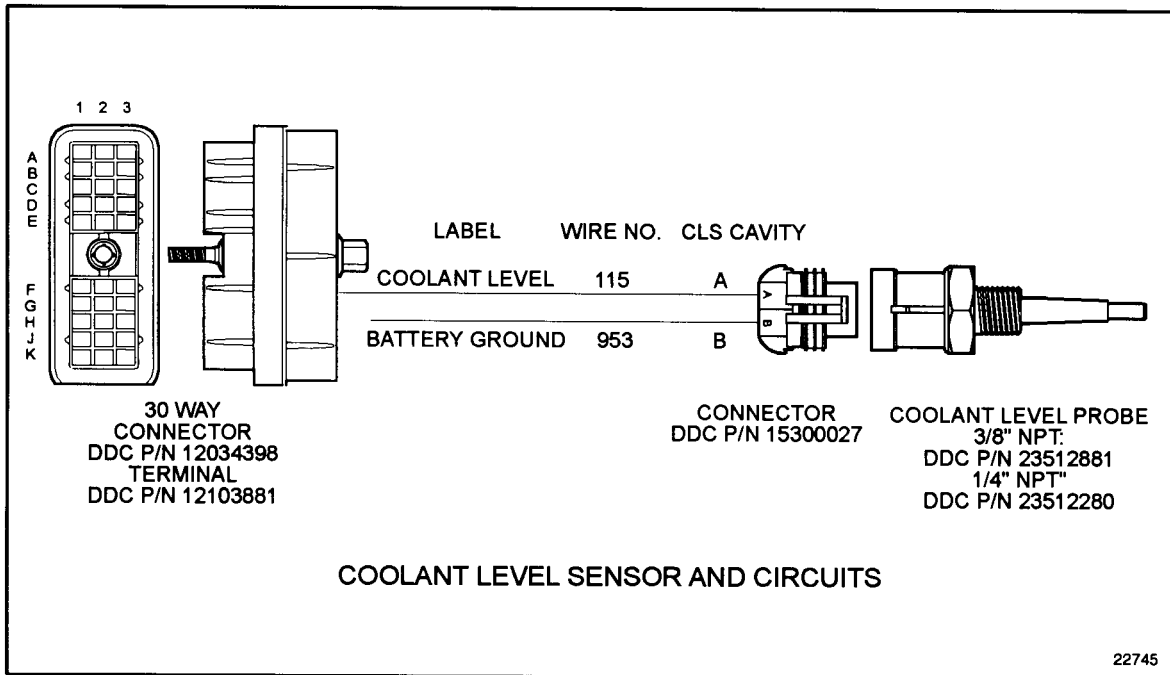 1 2 3
A
B
C
D
E
F
G
H
J
K
LABEL WIRE NO. CLS CAVITY
COOLANT LEVEL 115 A
BATTERY GROUND 953 B
A
B
30 WAY
CONNECTOR
DDC P/N 12034398
TERMINAL
DDC P/N 12103881
CONNECTOR
DDC P/N 15300027
COOLANT LEVEL PROBE
3/8" NPT:
DDC P/N 23512881
1/4" NPT"
DDC P/N 23512280
COOLANT LEVEL SENSOR AND CIRCUITS
22745